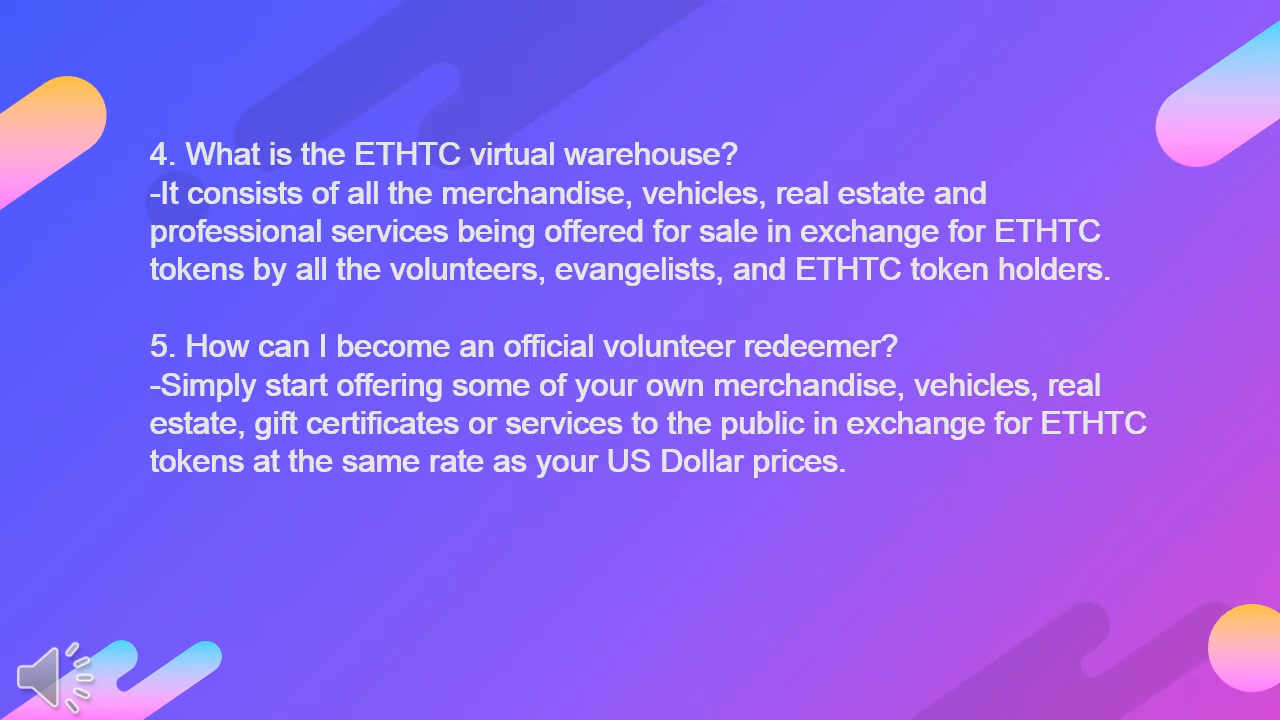 4. What is the ETHTC virtual warehouse?
-It consists of all the merchandise, vehicles, real estate and
professional services being offered for sale in exchange for ETHTC
tokens by all the volunteers, evangelists, and ETHTC token holders.
5. How can I become an official volunteer redeemer?
-Simply start offering some of your own merchandise, vehicles, real
estate, gift certificates or services to the public in exchange for ETHTC
tokens at the same rate as your US Dollar prices.